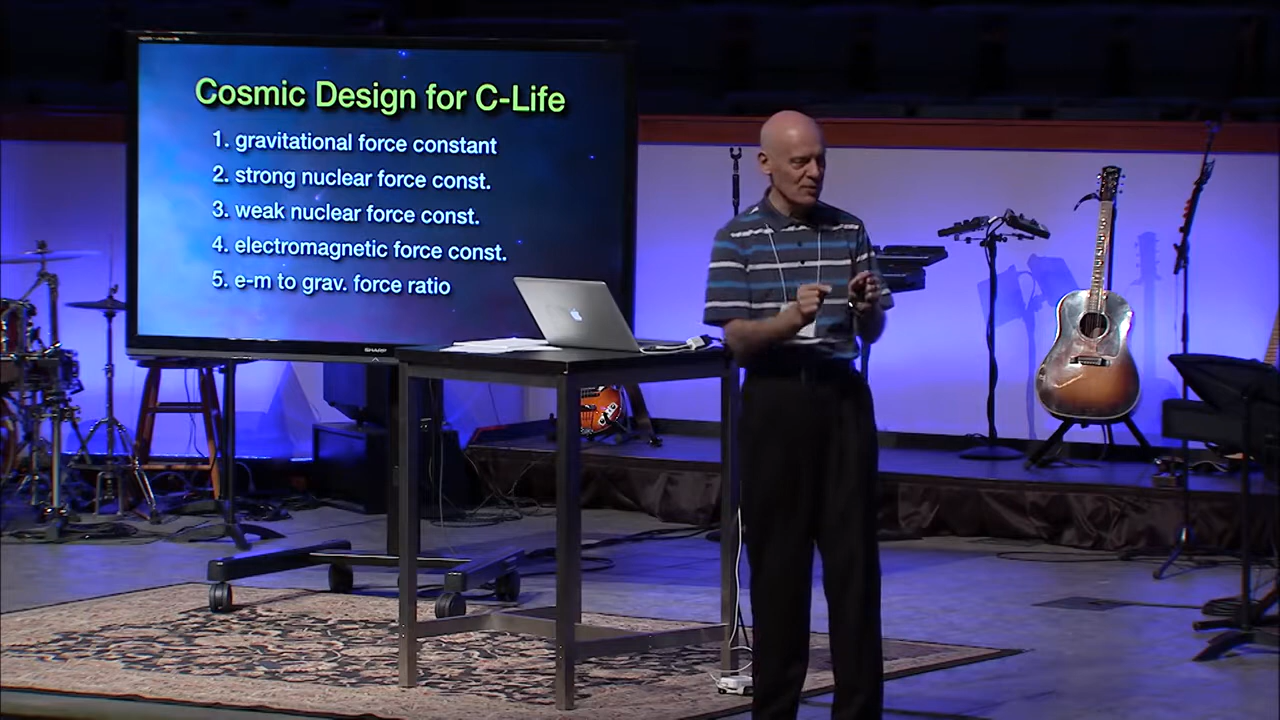 Cosmic Design for C-Life
1. gravitational force constant
2. strong nuclear force const.
3. weak nuclear force const.
4. electromagnetic force const.
5. e-m to grav. force ratio
SHARP